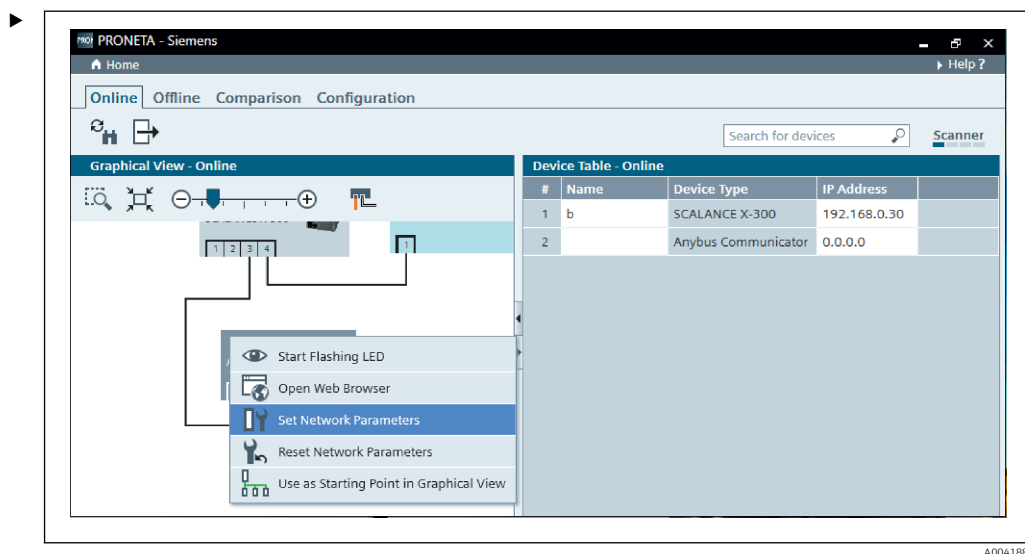 PRONETA - Siemens
Home
Help ?
Online Offline Comparison Configuration
Search for devices
Scanner
Graphical View - Online
Device Table - Online
# Name Device Type IP Address
1 b SCALANCE X-300 192.168.0.30
2 Anybus Communicator 0.0.0.0
1 2 3 4
1
Start Flashing LED
Open Web Browser
Set Network Parameters
Reset Network Parameters
Use as Starting Point in Graphical View